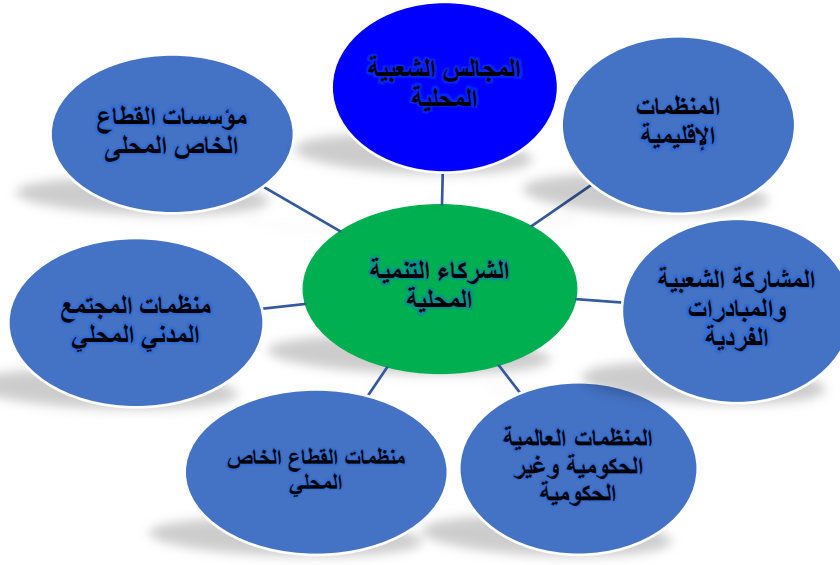 المجالس الشعبية
المحلية
المنظمات
الإقليمية
مؤسسات القطاع
الخاص المحلى
الشركاء التنمية
المحلية
المشاركة الشعبية
والمبادرات
الفردية
منظمات المجتمع
المدني المحلي
المنظمات العالمية
الحكومية وغير
الحكومية
منظمات القطاع الخاص
المحلي